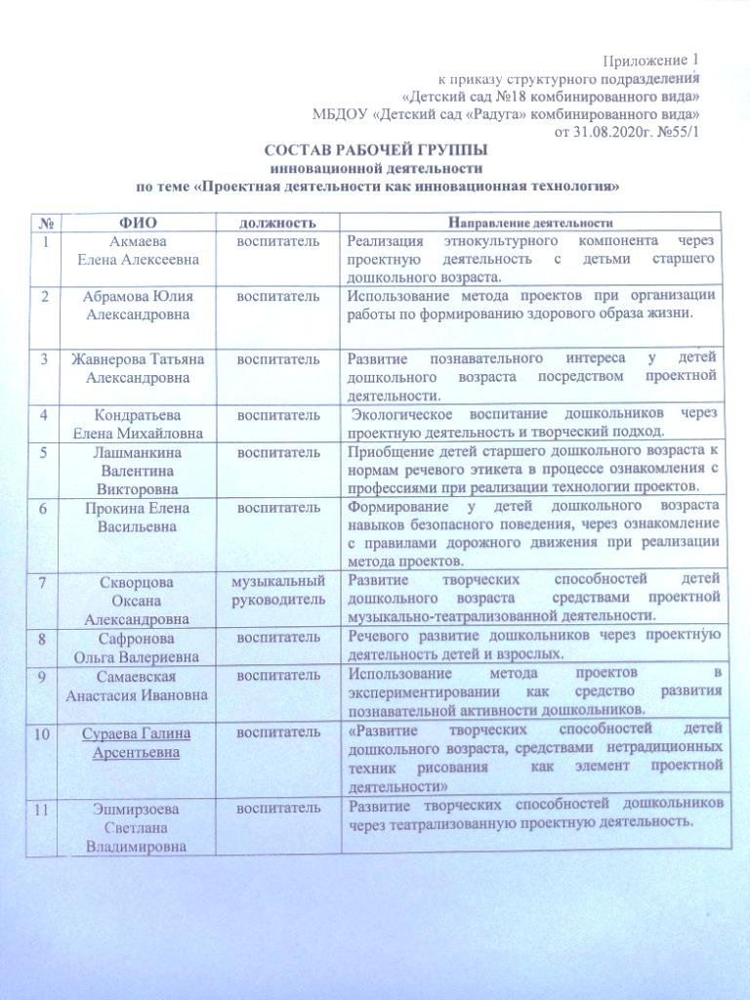 Приложение 1
к приказу структурного подразделения
«Детский сад №18 комбинированного вида»
МБДОУ «Детский сад «Радуга» комбинированного вида»
от 31.08.2020г. №55/1
СОСТАВ РАБОЧЕЙ ГРУППЫ
инновационной деятельности
по теме «Проектная деятельности как инновационная технология»
№ ФИО должность Направление деятельности
1 Акмаева воспитатель Реализация этнокультурного компонента через
Елена Алексеевна проектную деятельность с детьми старшего
дошкольного возраста.
2 Абрамова Юлия воспитатель Использование метода проектов при организации
Александровна работы по формированию здорового образа жизни.
3 Жавнерова Татьяна воспитатель Развитие познавательного интереса у детей
Александровна дошкольного возраста посредством проектной
деятельности.
4 Кондратьева воспитатель Экологическое воспитание дошкольников через
Елена Михайловна проектную деятельность и творческий подход.
5 Лашманкина воспитатель Приобщение детей старшего дошкольного возраста к
Валентина нормам речевого этикета в процессе ознакомления с
Викторовна профессиями при реализации технологии проектов.
6 Прокина Елена воспитатель Формирование у детей дошкольного возраста
Васильевна навыков безопасного поведения, через ознакомление
с правилами дорожного движения при реализации
метода проектов.
7 Скворцова музыкальный Развитие творческих способностей детей
Оксана руководитель дошкольного возраста средствами проектной
Александровна музыкально-театрализованной деятельности.
8 Сафронова воспитатель Речевого развитие дошкольников через проектную
Ольга Валериевна деятельность детей и взрослых.
9 Самаевская воспитатель Использование метода проектов в
Анастасия Ивановна экспериментировании как средство развития
познавательной активности дошкольников.
10 Сураева Галина воспитатель «Развитие творческих способностей детей
Арсентьевна дошкольного возраста, средствами нетрадиционных
техник рисования как элемент проектной
деятельности»
11 Эшмирзоева воспитатель Развитие творческих способностей дошкольников
Светлана через театрализованную проектную деятельность.
Владимировна